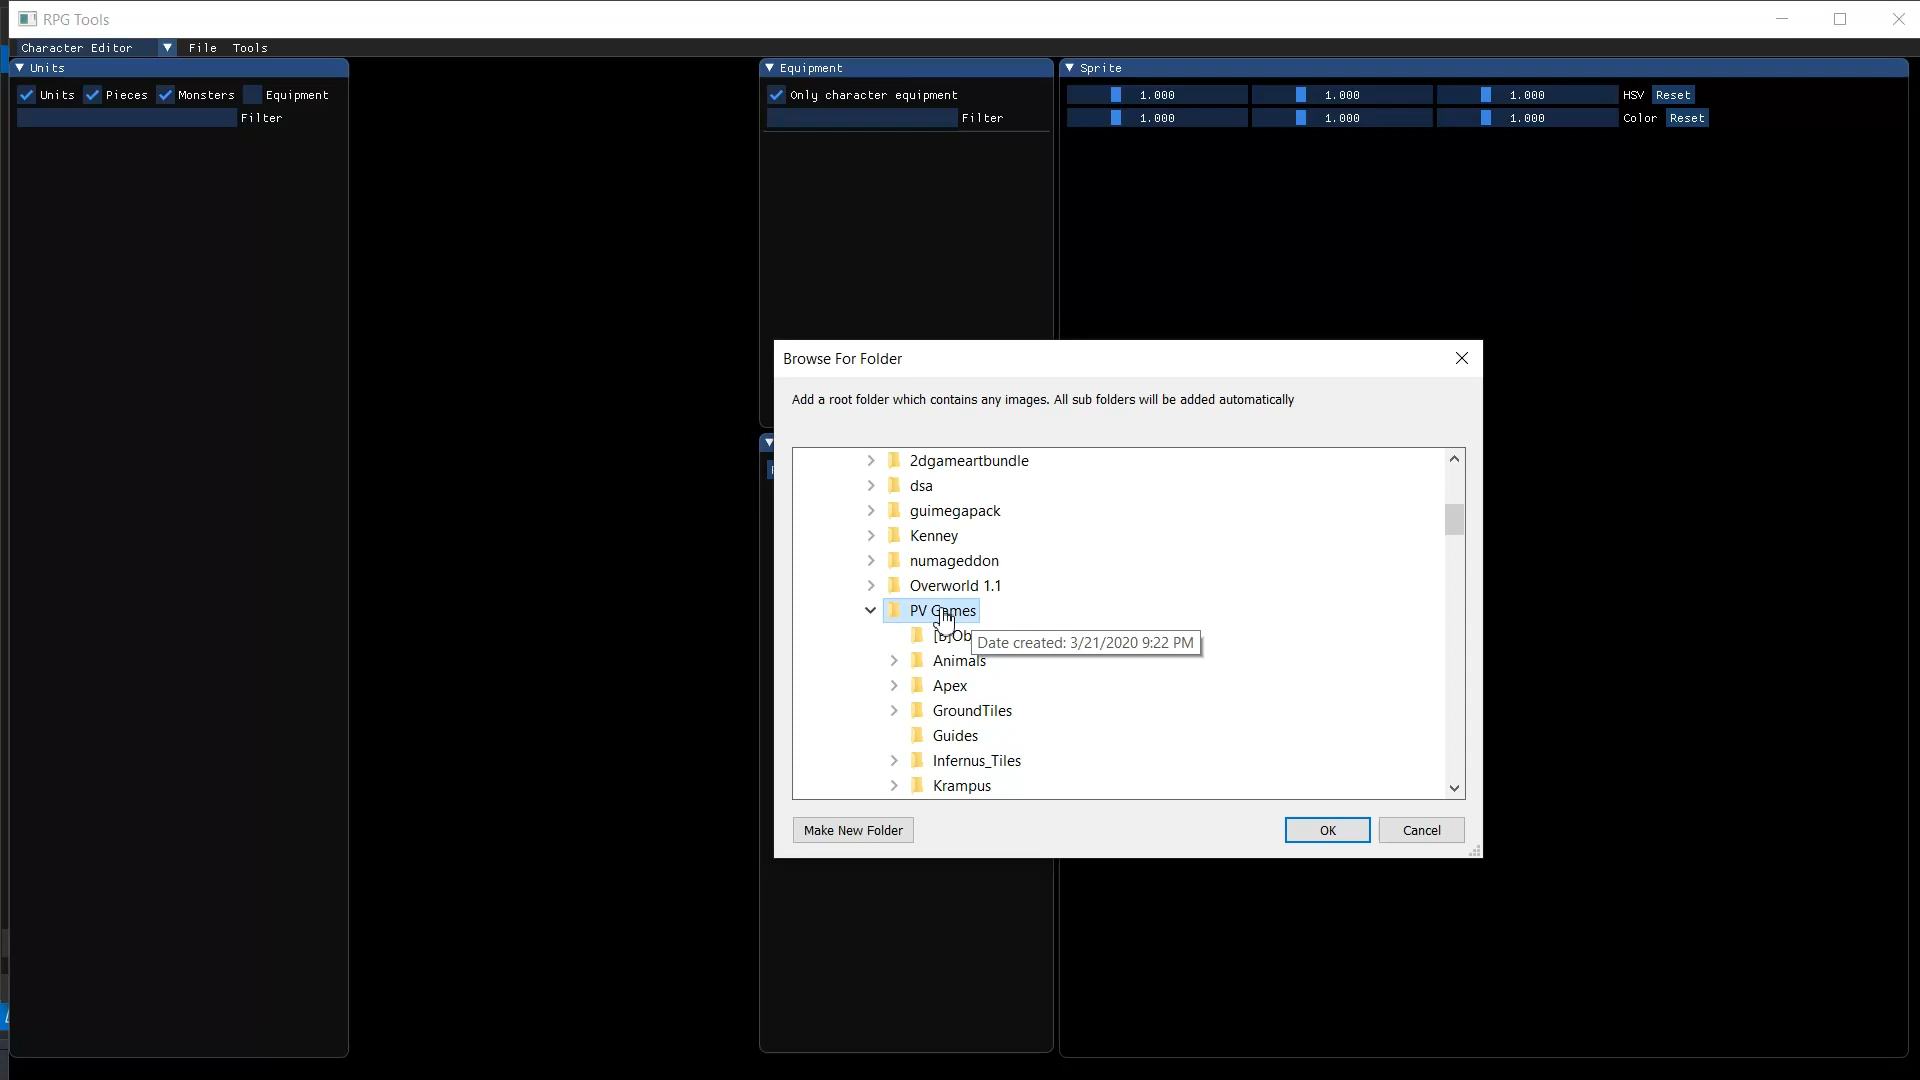 RPG Tools
Character Editor File Tools
Units
Units Pieces Monsters Equipment
Filter
Equipment
Only character equipment
Filter
Sprite
1.000 1.000 1.000 HSV Reset
1.000 1.000 1.000 Color Reset
Browse For Folder
Add a root folder which contains any images. All sub folders will be added automatically
2dgameartbundle
dsa
guimegapack
Kenney
numageddon
Overworld 1.1
PV Games
Date created: 3/21/2020 9:22 PM
Animals
Apex
GroundTiles
Guides
Infernus_Tiles
Krampus
Make New Folder OK Cancel